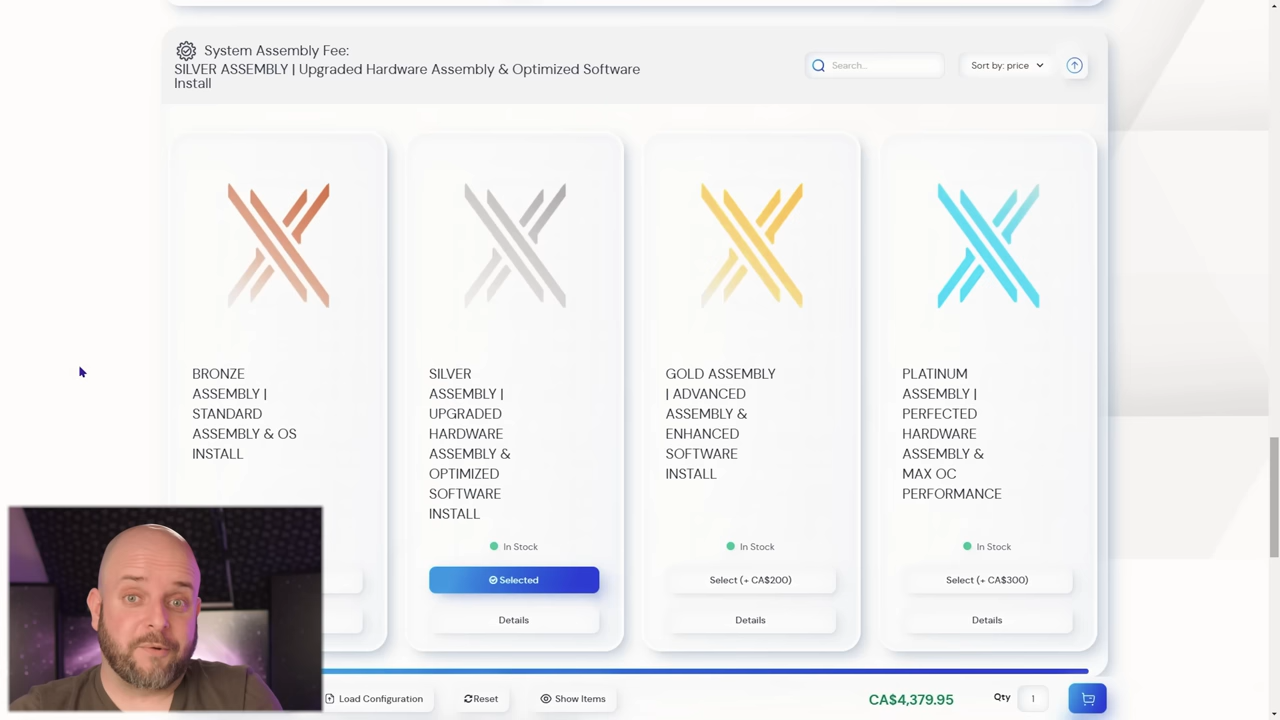 System Assembly Fee:
SILVER ASSEMBLY | Upgraded Hardware Assembly & Optimized Software
Install
Search...
Sort by: price
BRONZE
ASSEMBLY |
STANDARD
ASSEMBLY & OS
INSTALL
SILVER
ASSEMBLY |
UPGRADED
HARDWARE
ASSEMBLY &
OPTIMIZED
SOFTWARE
INSTALL
In Stock
Selected
Details
GOLD ASSEMBLY
| ADVANCED
ASSEMBLY &
ENHANCED
SOFTWARE
INSTALL
In Stock
Select (+ CA$200)
Details
PLATINUM
ASSEMBLY |
PERFECTED
HARDWARE
ASSEMBLY &
MAX OC
PERFORMANCE
In Stock
Select (+ CA$300)
Details
Load Configuration
Reset
Show Items
CA$4,379.95
Qty
1